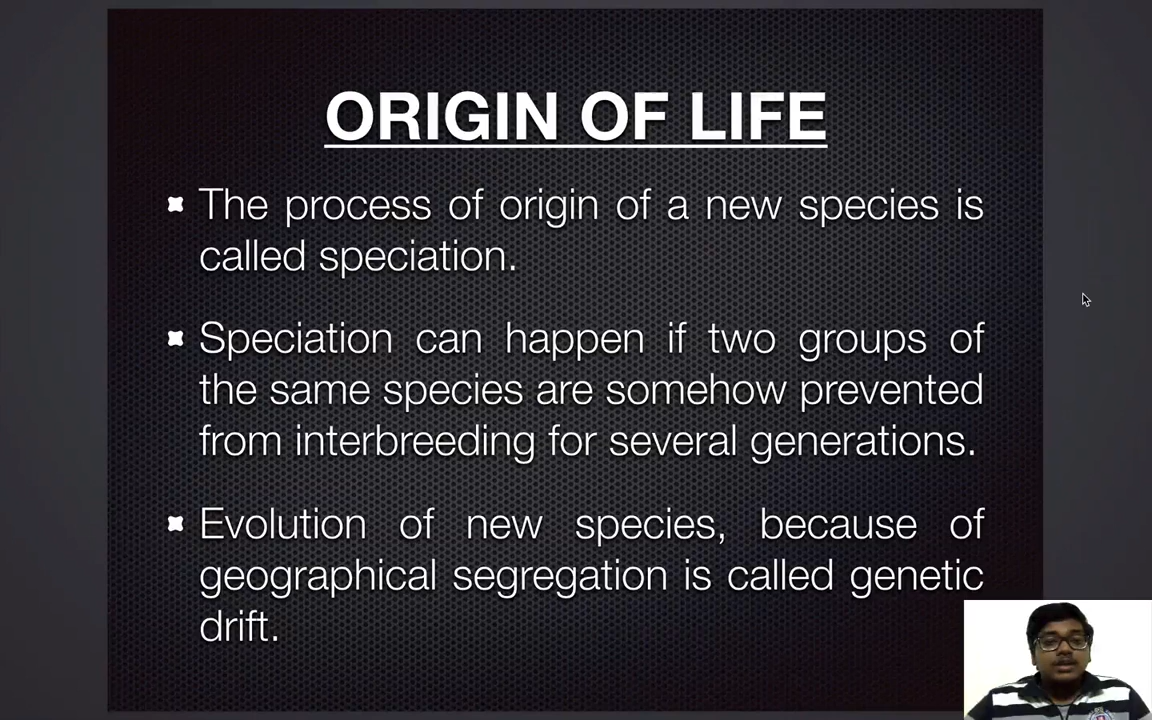 ORIGIN OF LIFE
The process of origin of a new species is
called speciation.
Speciation can happen if two groups of
the same species are somehow prevented
from interbreeding for several generations.
Evolution of new species, because of
geographical segregation is called genetic
drift.